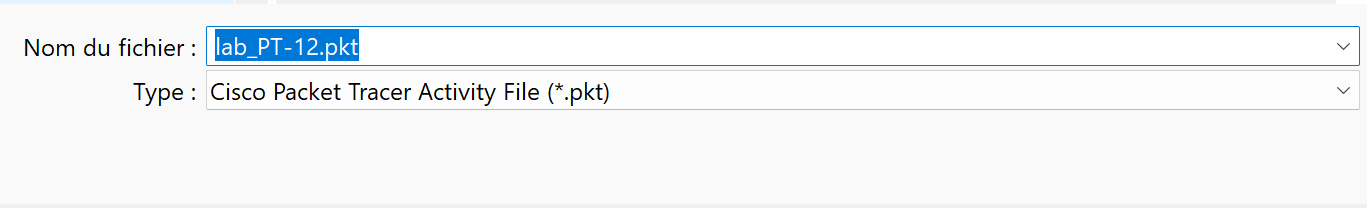 Nom du fichier : lab_PT-12.pkt
Type : Cisco Packet Tracer Activity File (*.pkt)